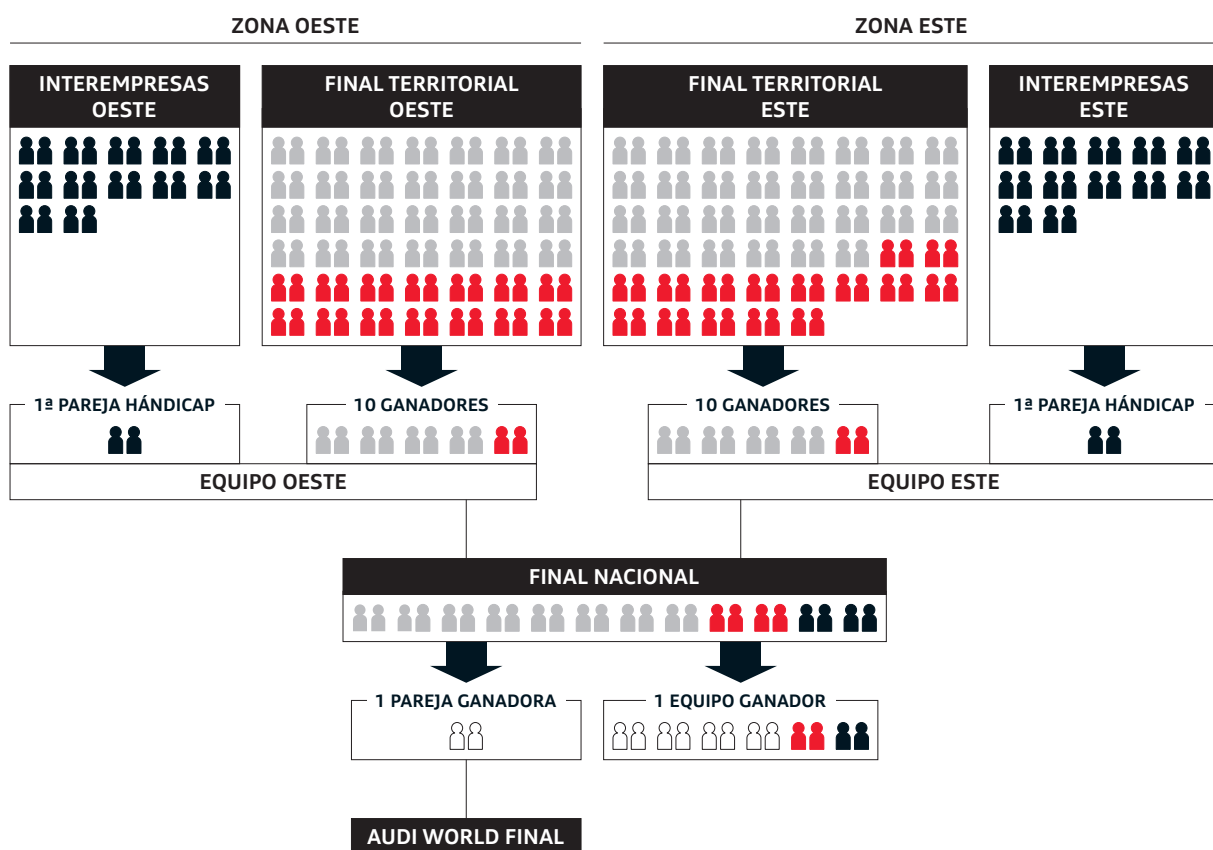 ZONA OESTE
ZONA ESTE
INTEREMPRESAS
OESTE
FINAL TERRITORIAL
OESTE
FINAL TERRITORIAL
ESTE
INTEREMPRESAS
ESTE
1ª PAREJA HÁNDICAP
10 GANADORES
10 GANADORES
1ª PAREJA HÁNDICAP
EQUIPO OESTE
EQUIPO ESTE
FINAL NACIONAL
1 PAREJA GANADORA
1 EQUIPO GANADOR
AUDI WORLD FINAL